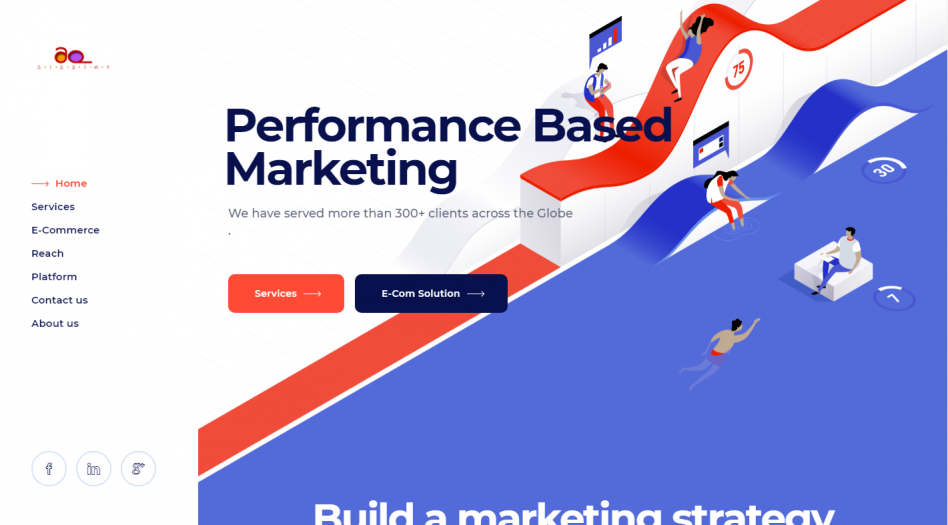 Home
Services
E-Commerce
Reach
Platform
Contact us
About us
Performance Based
Marketing
We have served more than 300+ clients across the Globe
.
Services
E-Com Solution
75
30
7
Build a marketing strategy